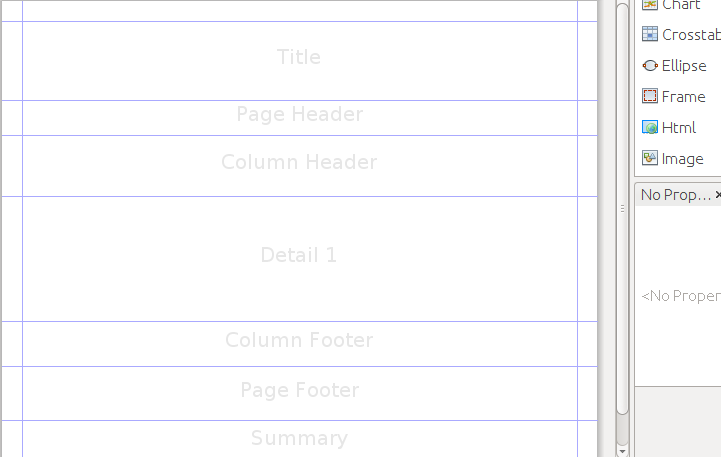 Title
Page Header
Column Header
Detail 1
Column Footer
Page Footer
Summary
Chart
Crosstab
Ellipse
Frame
Html
Image
No Prop...
<No Proper